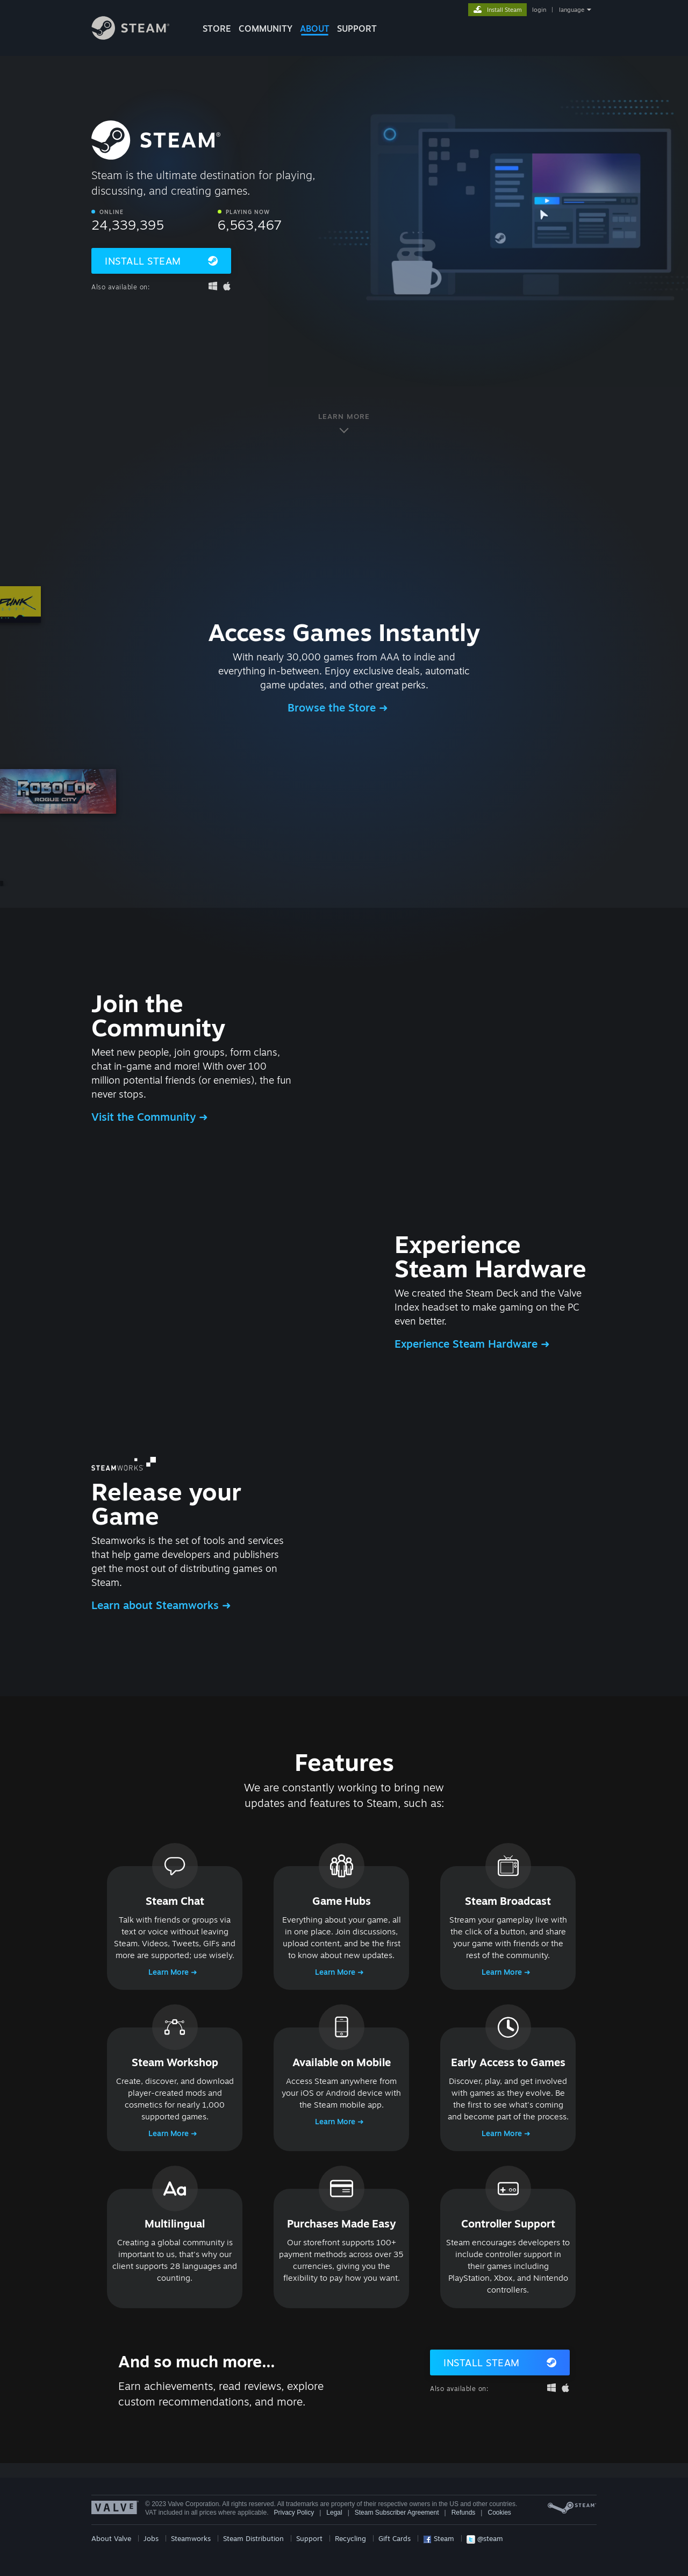 STEAM®
STORE COMMUNITY ABOUT SUPPORT
Install Steam login | language
STEAM®
Steam is the ultimate destination for playing,
discussing, and creating games.
ONLINE
24,339,395
PLAYING NOW
6,563,467
INSTALL STEAM
Also available on:
LEARN MORE
PUNK
Access Games Instantly
With nearly 30,000 games from AAA to indie and
everything in-between. Enjoy exclusive deals, automatic
game updates, and other great perks.
Browse the Store ➔
ROBOCOP
ROGUE CITY
Join the
Community
Meet new people, join groups, form clans,
chat in-game and more! With over 100
million potential friends (or enemies), the fun
never stops.
Visit the Community ➔
Experience
Steam Hardware
We created the Steam Deck and the Valve
Index headset to make gaming on the PC
even better.
Experience Steam Hardware ➔
STEAMWORKS
Release your
Game
Steamworks is the set of tools and services
that help game developers and publishers
get the most out of distributing games on
Steam.
Learn about Steamworks ➔
Features
We are constantly working to bring new
updates and features to Steam, such as:
Steam Chat
Talk with friends or groups via
text or voice without leaving
Steam. Videos, Tweets, GIFs and
more are supported; use wisely.
Learn More ➔
Game Hubs
Everything about your game, all
in one place. Join discussions,
upload content, and be the first
to know about new updates.
Learn More ➔
Steam Broadcast
Stream your gameplay live with
the click of a button, and share
your game with friends or the
rest of the community.
Learn More ➔
Steam Workshop
Create, discover, and download
player-created mods and
cosmetics for nearly 1,000
supported games.
Learn More ➔
Available on Mobile
Access Steam anywhere from
your iOS or Android device with
the Steam mobile app.
Learn More ➔
Early Access to Games
Discover, play, and get involved
with games as they evolve. Be
the first to see what's coming
and become part of the process.
Learn More ➔
Aa
Multilingual
Creating a global community is
important to us, that's why our
client supports 28 languages and
counting.
Purchases Made Easy
Our storefront supports 100+
payment methods across over 35
currencies, giving you the
flexibility to pay how you want.
Controller Support
Steam encourages developers to
include controller support in
their games including
PlayStation, Xbox, and Nintendo
controllers.
And so much more...
Earn achievements, read reviews, explore
custom recommendations, and more.
INSTALL STEAM
Also available on:
VALVE
© 2023 Valve Corporation. All rights reserved. All trademarks are property of their respective owners in the US and other countries.
VAT included in all prices where applicable. Privacy Policy | Legal | Steam Subscriber Agreement | Refunds | Cookies
STEAM
About Valve | Jobs | Steamworks | Steam Distribution | Support | Recycling | Gift Cards | Steam | @steam